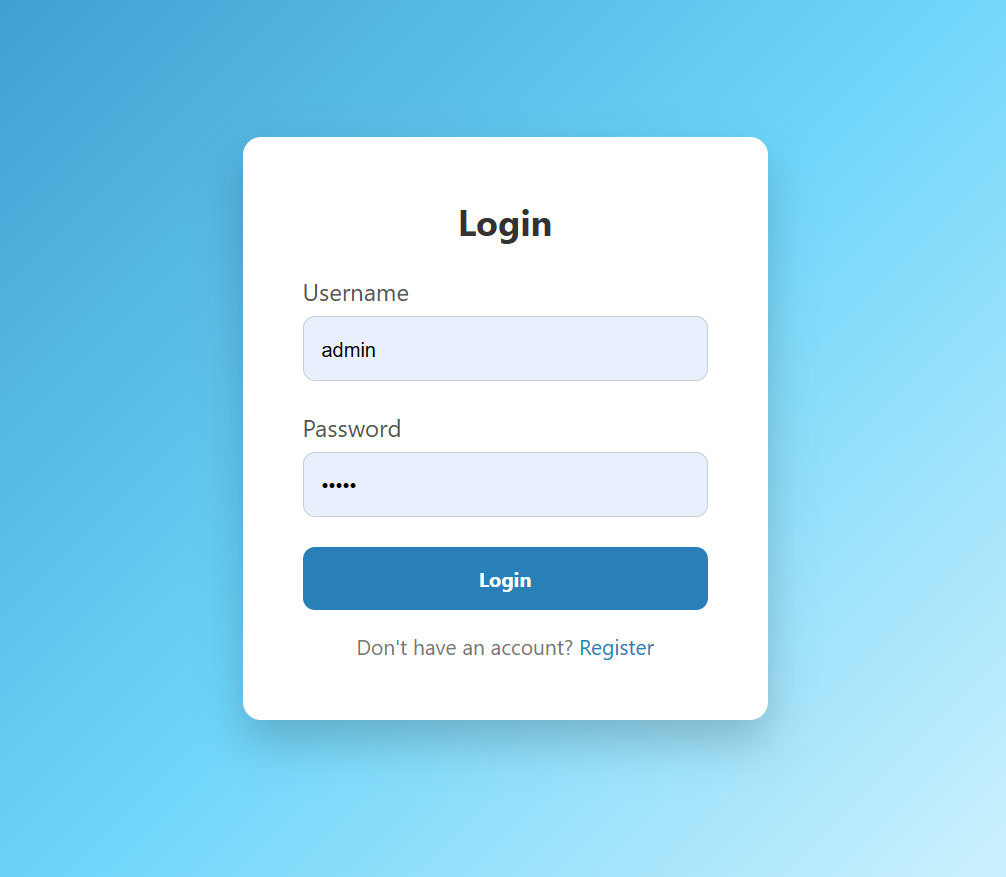 Login
Username
admin
Password
•••••
Login
Don't have an account? Register